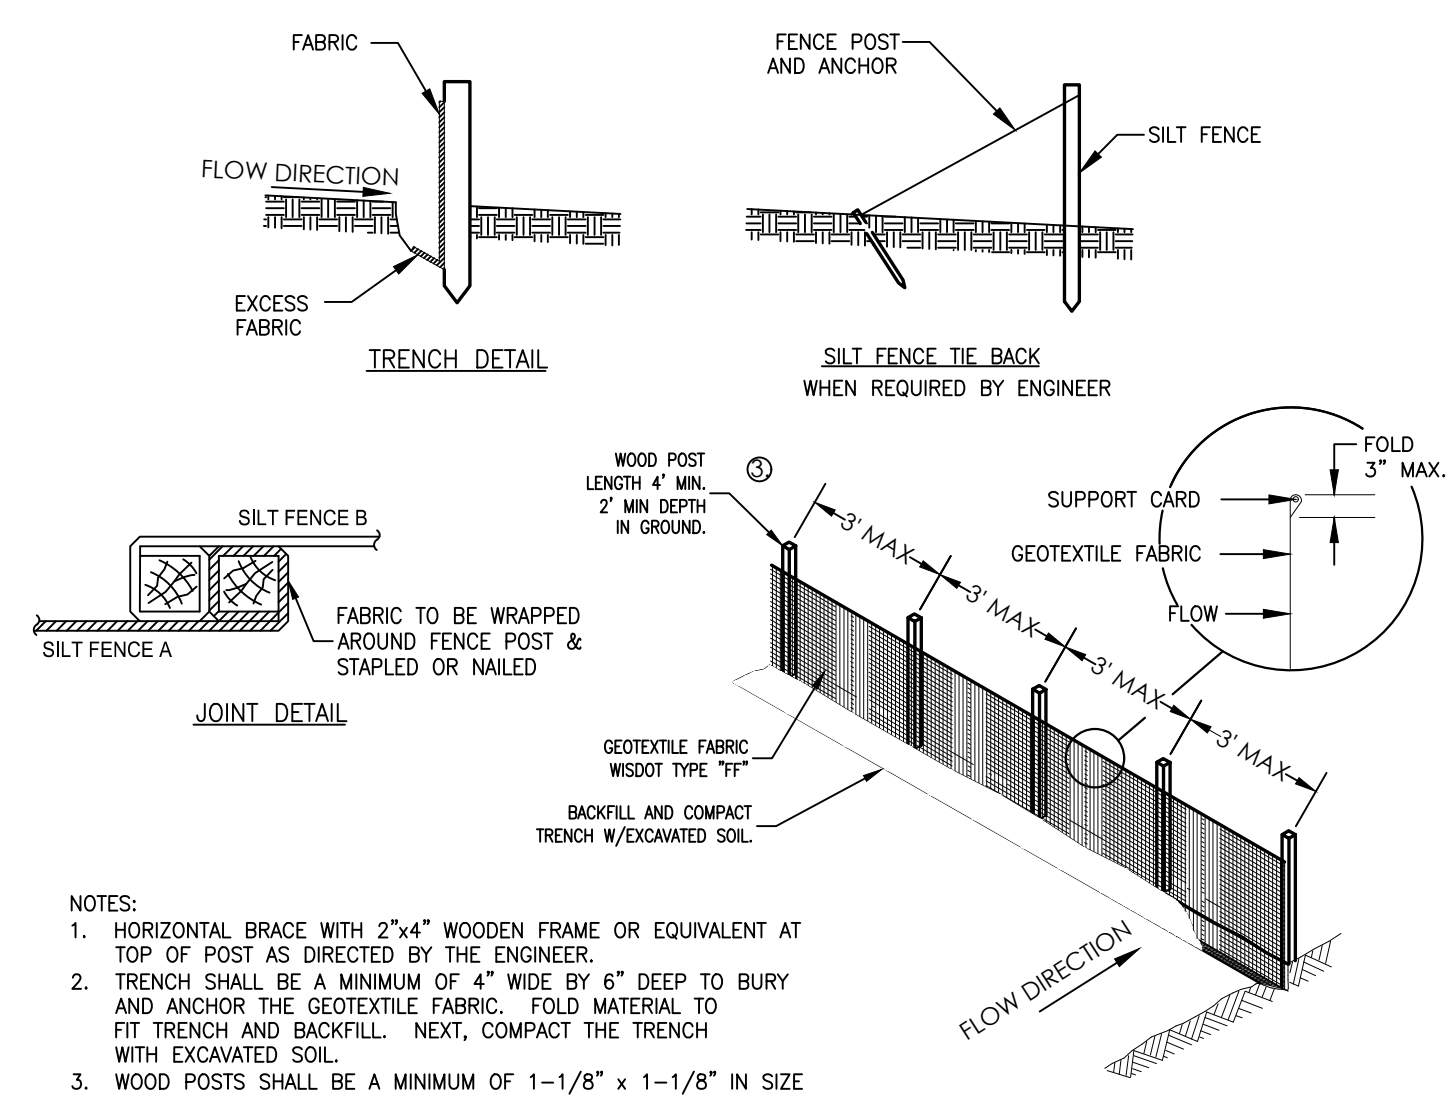 FABRIC
FLOW DIRECTION
EXCESS
FABRIC
TRENCH DETAIL
FENCE POST
AND ANCHOR
SILT FENCE
SILT FENCE TIE BACK
WHEN REQUIRED BY ENGINEER
SILT FENCE B
SILT FENCE A
FABRIC TO BE WRAPPED
AROUND FENCE POST &
STAPLED OR NAILED
JOINT DETAIL
WOOD POST
LENGTH 4' MIN.
2' MIN DEPTH
IN GROUND.
3.
3' MAX
3' MAX
3' MAX
3' MAX
FOLD
3" MAX.
SUPPORT CARD
GEOTEXTILE FABRIC
FLOW
GEOTEXTILE FABRIC
WISDOT TYPE "FF"
BACKFILL AND COMPACT
TRENCH W/EXCAVATED SOIL.
FLOW DIRECTION
NOTES:
1. HORIZONTAL BRACE WITH 2"x4" WOODEN FRAME OR EQUIVALENT AT
TOP OF POST AS DIRECTED BY THE ENGINEER.
2. TRENCH SHALL BE A MINIMUM OF 4" WIDE BY 6" DEEP TO BURY
AND ANCHOR THE GEOTEXTILE FABRIC. FOLD MATERIAL TO
FIT TRENCH AND BACKFILL. NEXT, COMPACT THE TRENCH
WITH EXCAVATED SOIL.
3. WOOD POSTS SHALL BE A MINIMUM OF 1-1/8" x 1-1/8" IN SIZE